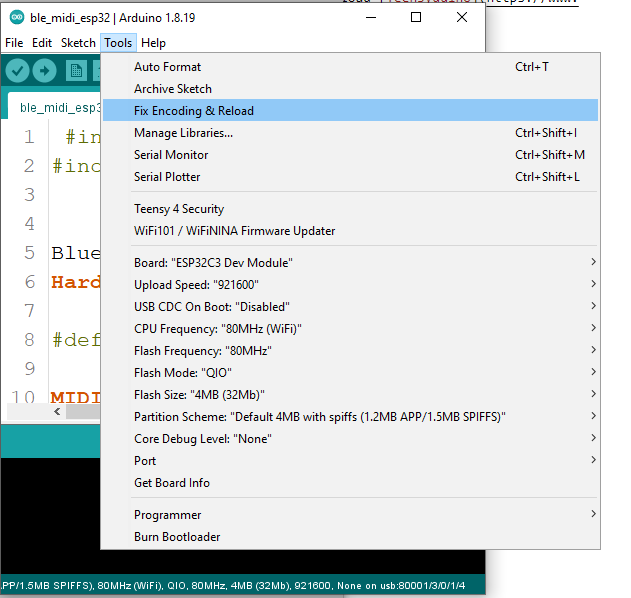 ble_midi_esp32 | Arduino 1.8.19
File Edit Sketch Tools Help
ble_midi_esp3
Auto Format Ctrl+T
Archive Sketch
Fix Encoding & Reload
Manage Libraries... Ctrl+Shift+I
Serial Monitor Ctrl+Shift+M
Serial Plotter Ctrl+Shift+L
Teensy 4 Security
WiFi101 / WiFiNINA Firmware Updater
Board: "ESP32C3 Dev Module"
Upload Speed: "921600"
USB CDC On Boot: "Disabled"
CPU Frequency: "80MHz (WiFi)"
Flash Frequency: "80MHz"
Flash Mode: "QIO"
Flash Size: "4MB (32Mb)"
Partition Scheme: "Default 4MB with spiffs (1.2MB APP/1.5MB SPIFFS)"
Core Debug Level: "None"
Port
Get Board Info
Programmer
Burn Bootloader
1 #in
2 #inc
3
4
5 Blue
6 Hard
7
8 #def
9
10 MIDI
PP/1.5MB SPIFFS), 80MHz (WiFi), QIO, 80MHz, 4MB (32Mb), 921600, None on usb:80001/3/0/1/4